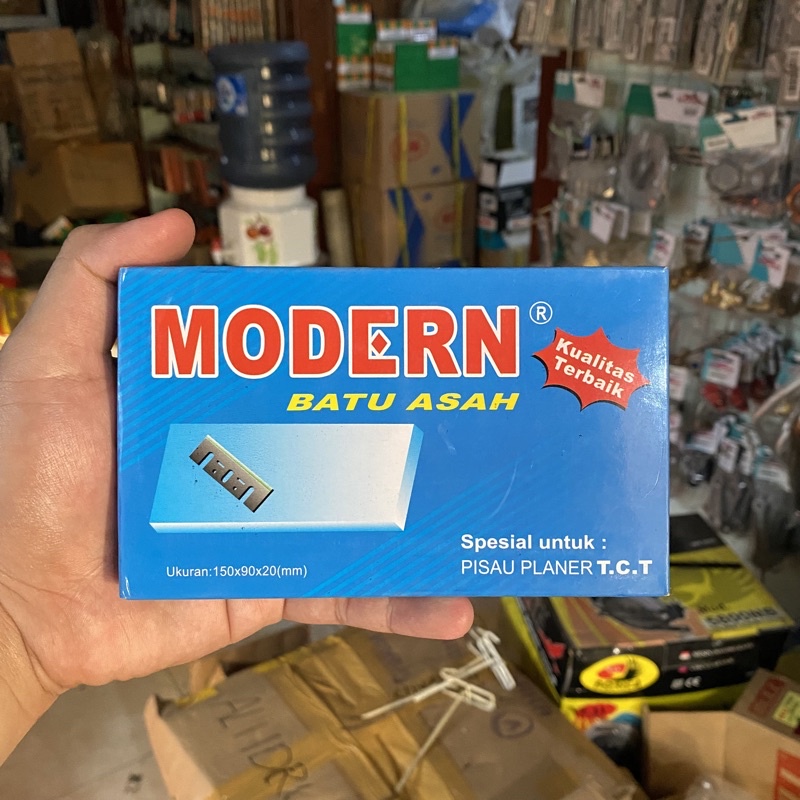 MODERN®
Kualitas
Terbaik
BATU ASAH
Ukuran:150x90x20(mm)
Spesial untuk :
PISAU PLANER T.C.T